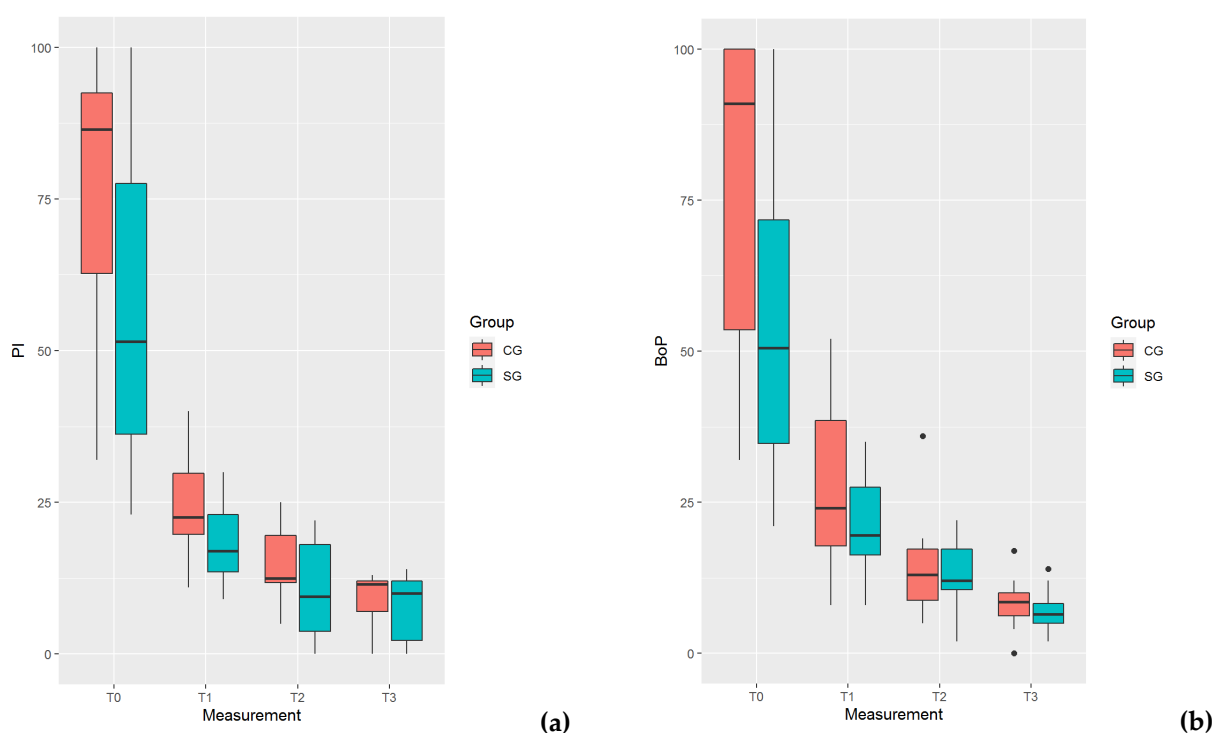 100
75
50
25
0
PI
T0 T1 T2 T3
Measurement
Group
CG
SG
(a)
100
75
50
25
0
BoP
T0 T1 T2 T3
Measurement
Group
CG
SG
(b)